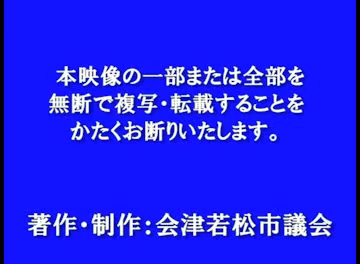 本映像の一部または全部を
無断で複写・転載することを
かたくお断りいたします。
著作・制作：会津若松市議会